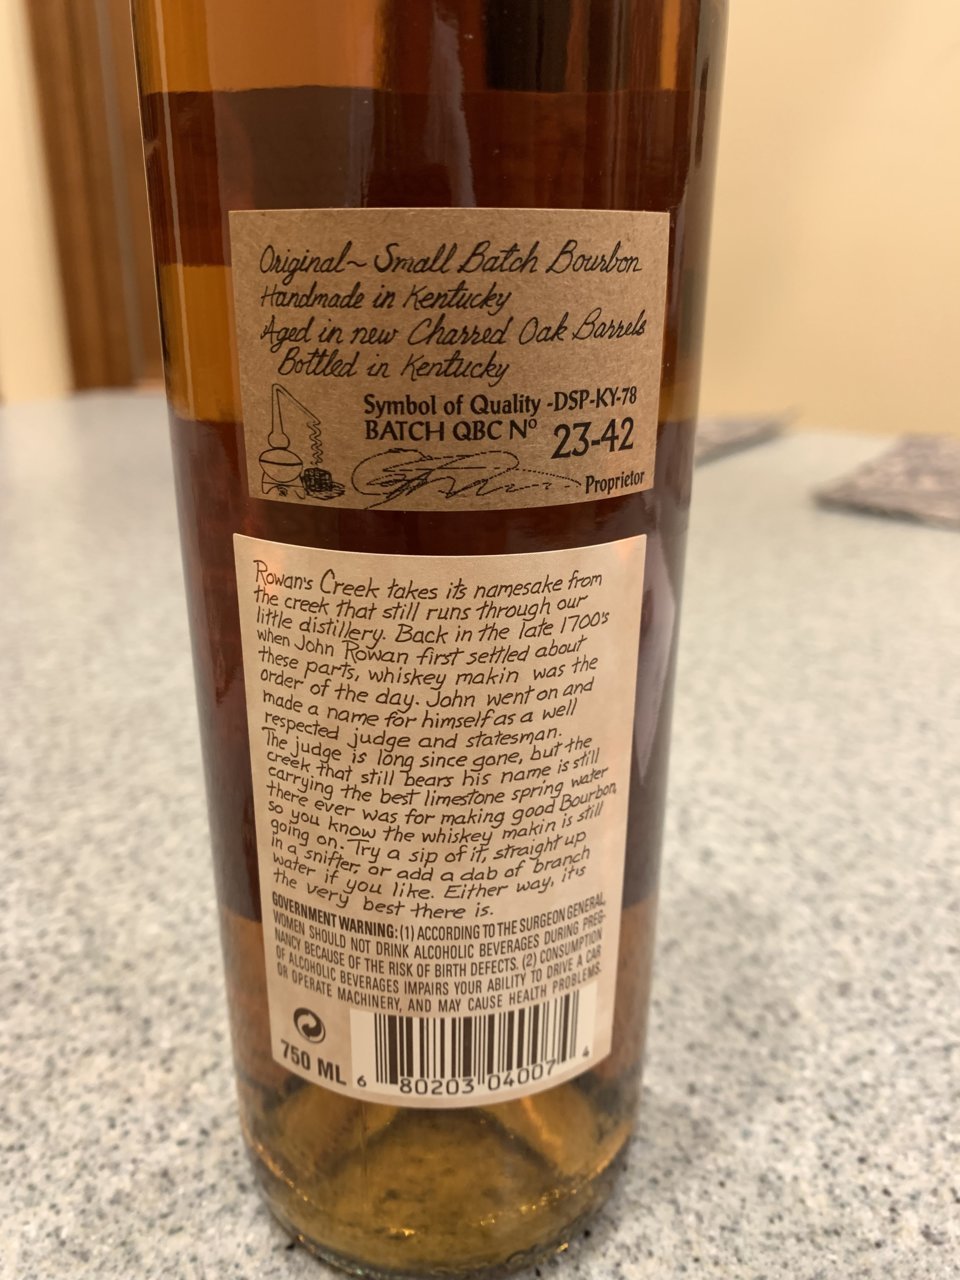 Original~ Small Batch Bourbon
Handmade in Kentucky
Aged in new Charred Oak Barrels
Bottled in Kentucky
Symbol of Quality -DSP-KY-78
BATCH QBC Nº 23-42
Proprietor
Rowan's Creek takes its namesake from
the creek that still runs through our
little distillery. Back in the late 1700's
when John Rowan first settled about
these parts, whiskey makin was the
order of the day. John went on and
made a name for himself as a well
respected judge and statesman.
The judge is long since gone, but the
creek that still bears his name is still
carrying the best limestone spring water
there ever was for making good Bourbon,
so you know the whiskey makin is still
going on. Try a sip of it, straight up
in a snifter, or add a dab of branch
water if you like. Either way, it's
the very best there is.
GOVERNMENT WARNING: (1) ACCORDING TO THE SURGEON GENERAL,
WOMEN SHOULD NOT DRINK ALCOHOLIC BEVERAGES DURING PREG-
NANCY BECAUSE OF THE RISK OF BIRTH DEFECTS. (2) CONSUMPTION
OF ALCOHOLIC BEVERAGES IMPAIRS YOUR ABILITY TO DRIVE A CAR
OR OPERATE MACHINERY, AND MAY CAUSE HEALTH PROBLEMS.
750 ML
6 80203 04007 4